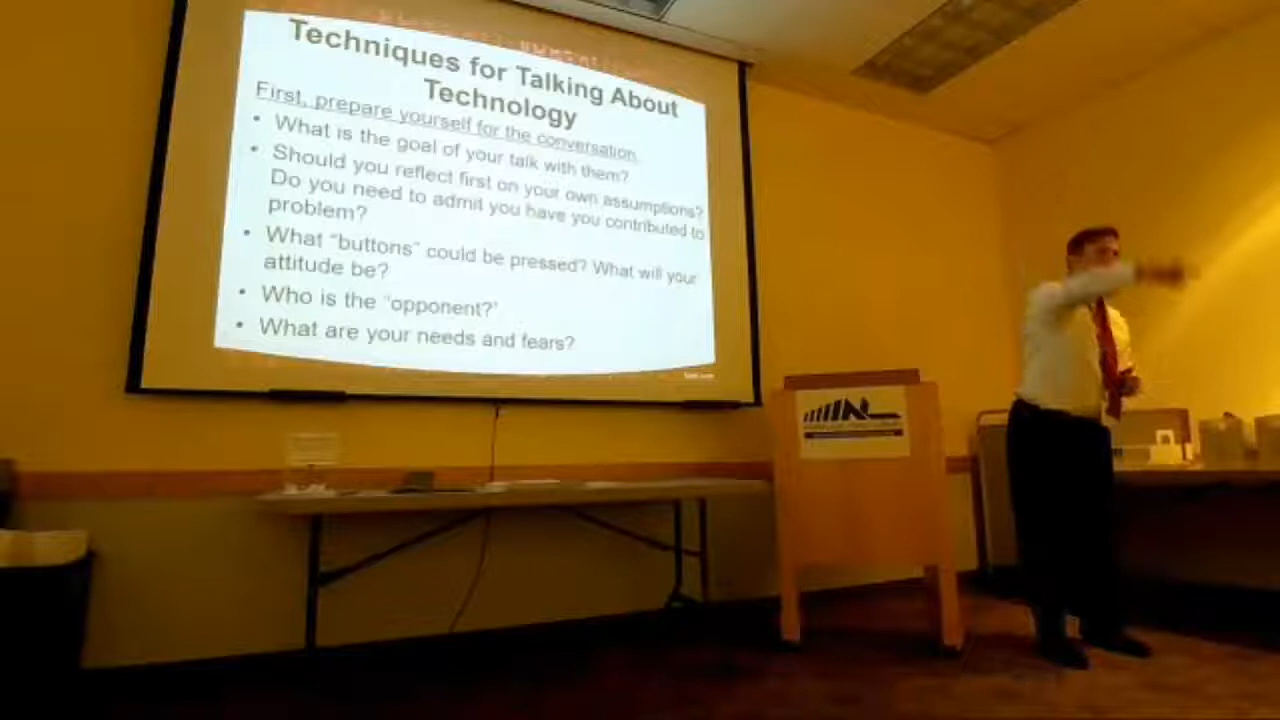 Techniques for Talking About
Technology
First, prepare yourself for the conversation.
• What is the goal of your talk with them?
• Should you reflect first on your own assumptions?
Do you need to admit you have you contributed to
problem?
• What “buttons” could be pressed? What will your
attitude be?
• Who is the “opponent?”
• What are your needs and fears?